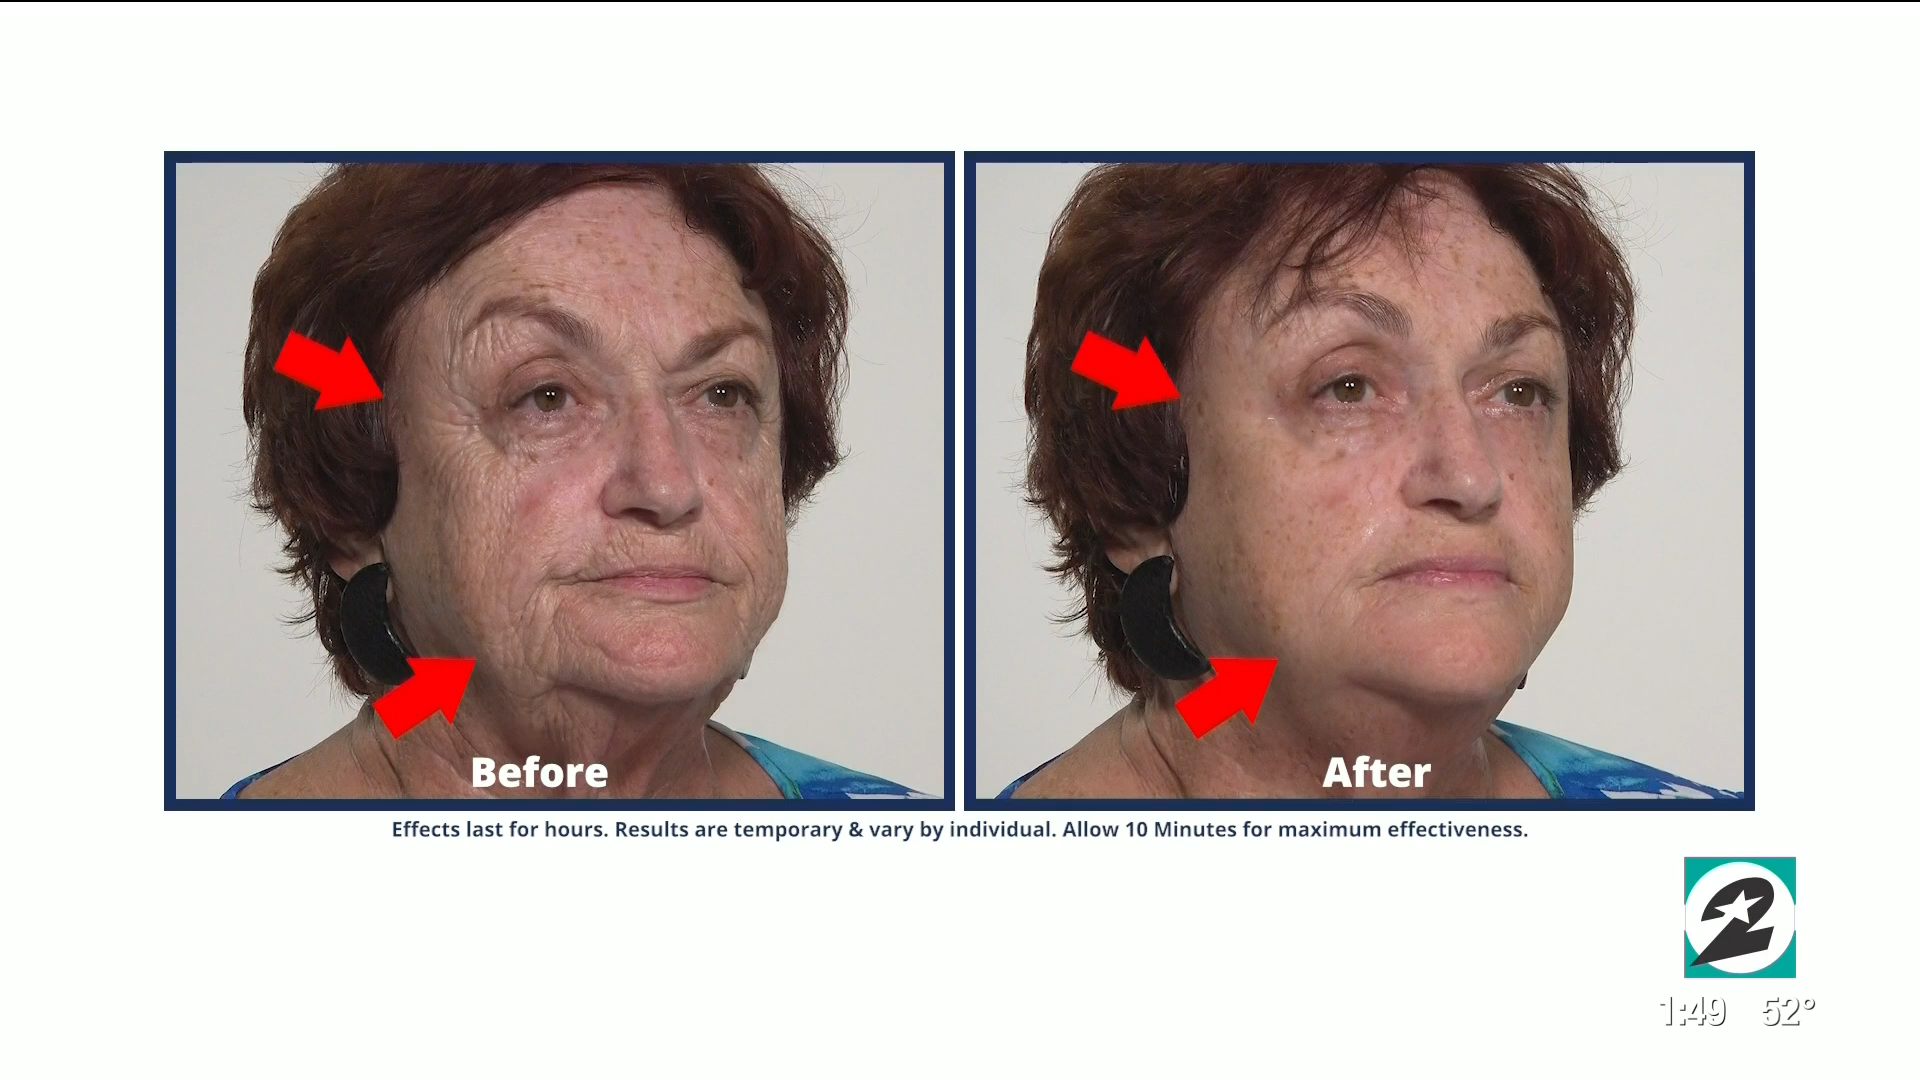 Before
After
Effects last for hours. Results are temporary & vary by individual. Allow 10 Minutes for maximum effectiveness.
2
1:49 52°